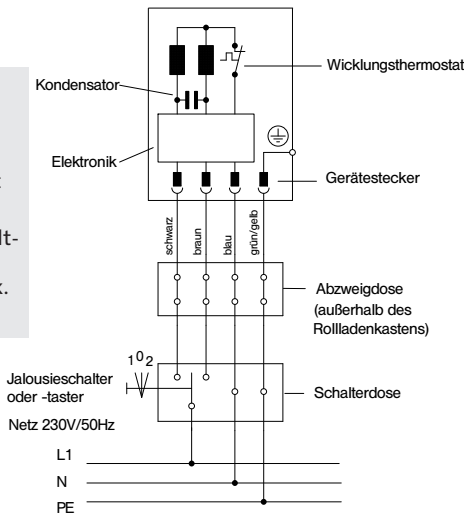 Kondensator
Wicklungsthermostat
Elektronik
Gerätestecker
schwarz
braun
blau
grün/gelb
Abzweigdose
(außerhalb des
Rollladenkastens)
1 0 2
Jalousieschalter
oder -taster
Schalterdose
Netz 230V/50Hz
L1
N
PE